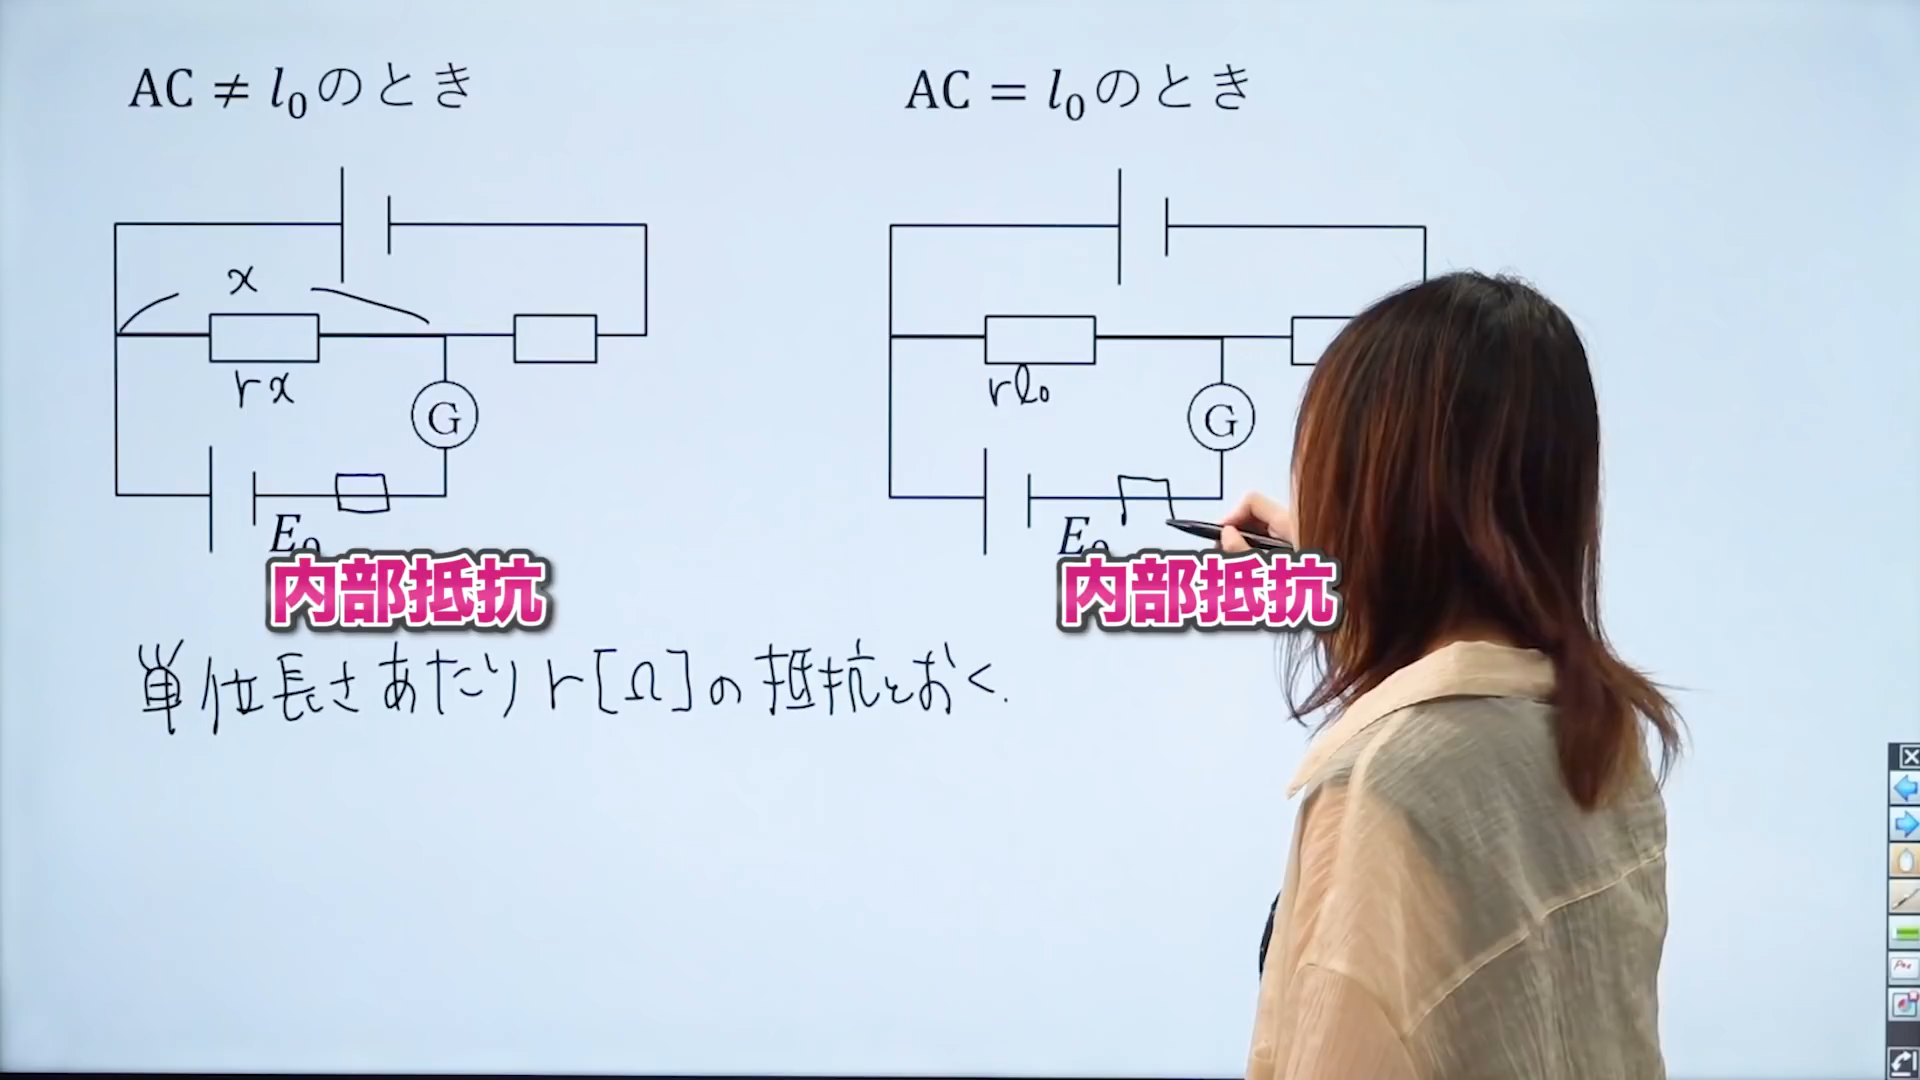 AC ≠ l₀のとき
AC = l₀のとき
x
rx
G
E₀
内部抵抗
rl₀
G
E₀
内部抵抗
単位長さあたりr[Ω]の抵抗とおく.